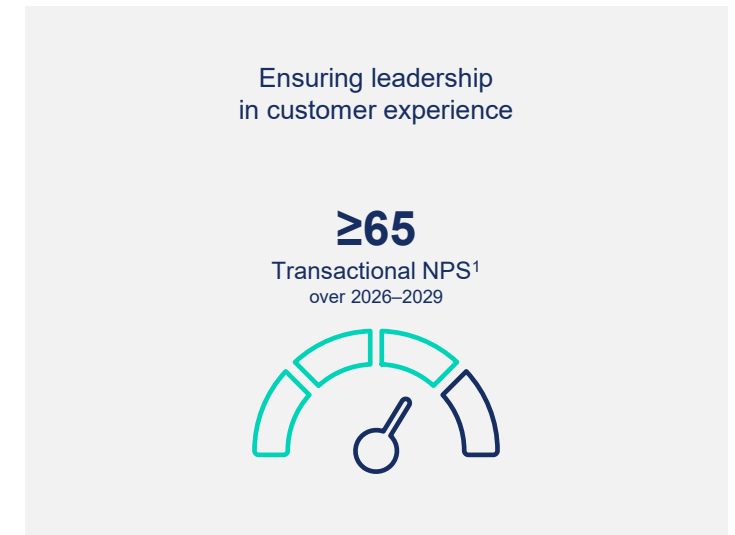 Ensuring leadership
in customer experience
≥65
Transactional NPS¹
over 2026–2029